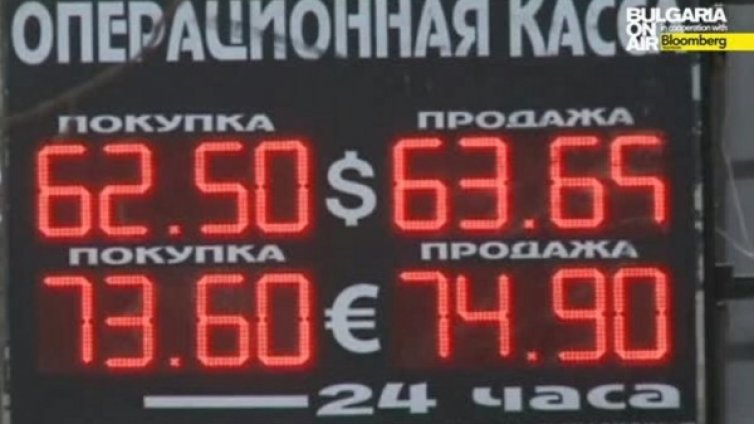 ОПЕРАЦИОННАЯ КАСС
BULGARIA
ON
AIR
in cooperation with
Bloomberg
ПОКУПКА ПРОДАЖА
62.50 $ 63.65
ПОКУПКА ПРОДАЖА
73.60 € 74.90
24 часа